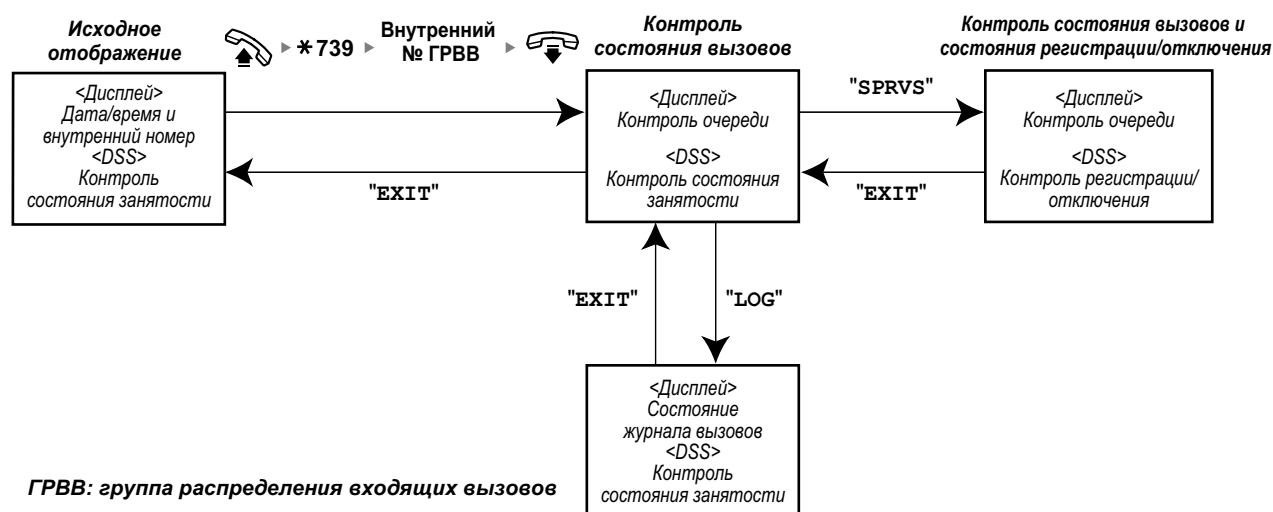 Исходное
отображение
*739
Внутренний
№ ГРВВ
Контроль
состояния вызовов
Контроль состояния вызовов и
состояния регистрации/отключения
<Дисплей>
Дата/время и
внутренний номер
<DSS>
Контроль
состояния занятости
"EXIT"
<Дисплей>
Контроль очереди
<DSS>
Контроль состояния
занятости
"SPRVS"
"EXIT"
<Дисплей>
Контроль очереди
<DSS>
Контроль регистрации/
отключения
"EXIT"
"LOG"
<Дисплей>
Состояние
журнала вызовов
<DSS>
Контроль
состояния занятости
ГРВВ: группа распределения входящих вызовов